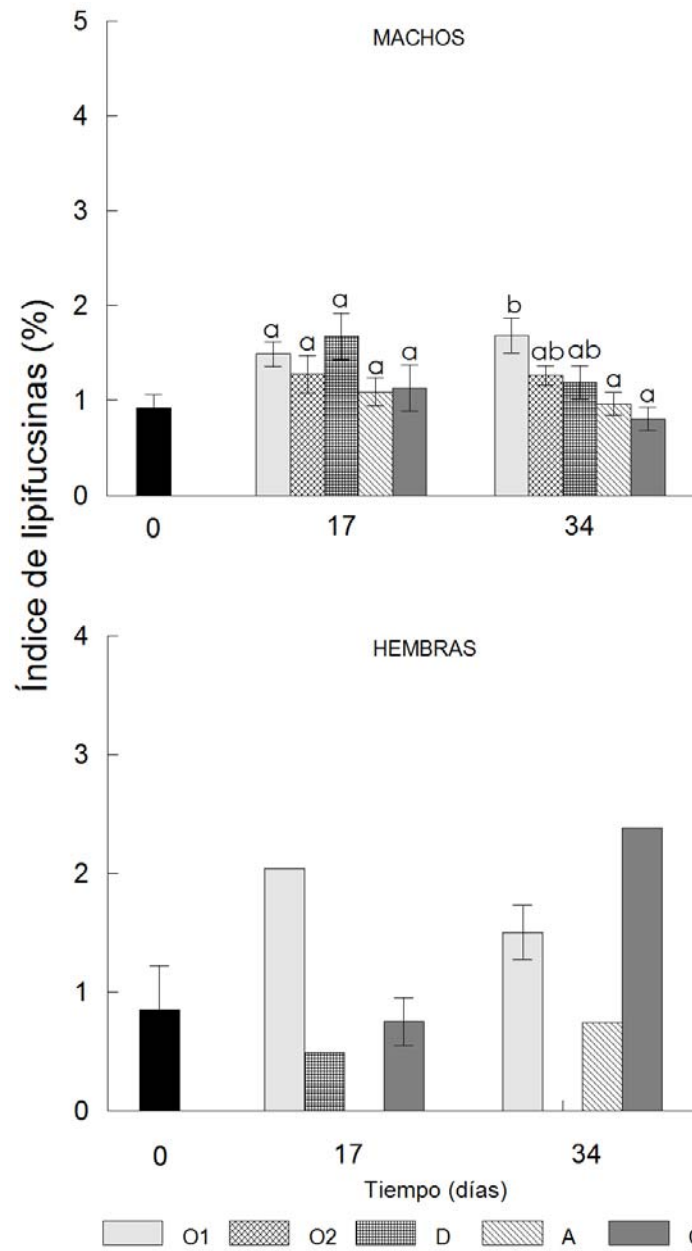 MACHOS
5
4
3
2
1
0
a a a a a
b ab ab a a
0 17 34
Índice de lipifucsinas (%)
HEMBRAS
4
3
2
1
0
0 17 34
Tiempo (días)
O1 O2 D A